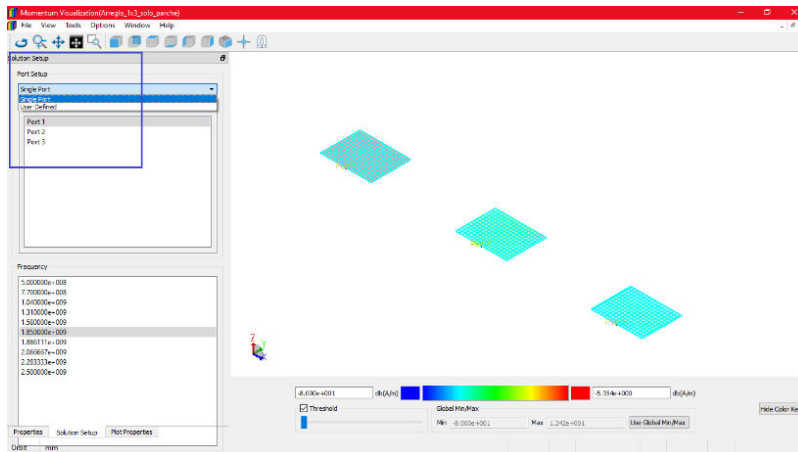 Momentum Visualization(Arreglo_1x3_solo_parche)
File View Tools Options Window Help
olution Setup
Port Setup
Single Port
Single Port
User Defined
Port 1
Port 2
Port 3
Frequency
5.000000e+008
7.700000e+008
1.040000e+009
1.310000e+009
1.580000e+009
1.850000e+009
1.886111e+009
2.066667e+009
2.283333e+009
2.500000e+009
Z
-8.000e+001 db(A/m) -5.354e+000 db(A/m)
Threshold Global Min/Max Hide Color Ke
Min -8.000e+001 Max 1.242e+001 Use Global Min/Max
Properties Solution Setup Plot Properties
Orbit mm